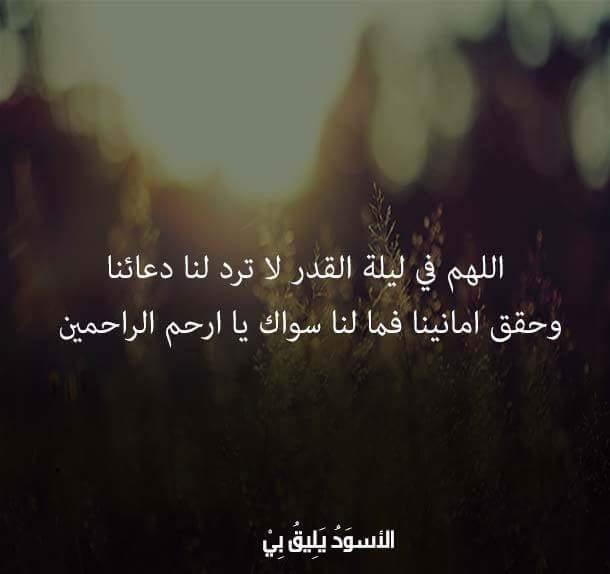 اللهم في ليلة القدر لا ترد لنا دعائنا
وحقق امانينا فما لنا سواك يا ارحم الراحمين
الأسوَدُ يَلِيقُ بِيْ